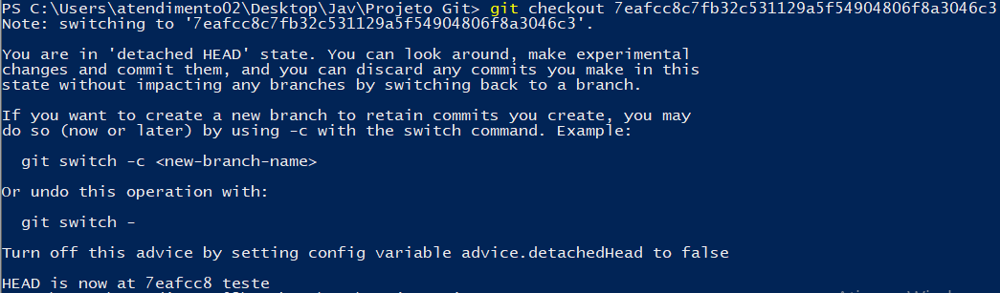 PS C:\Users\atendimento02\Desktop\Jav\Projeto Git> git checkout 7eafcc8c7fb32c531129a5f54904806f8a3046c3
Note: switching to '7eafcc8c7fb32c531129a5f54904806f8a3046c3'.
You are in 'detached HEAD' state. You can look around, make experimental
changes and commit them, and you can discard any commits you make in this
state without impacting any branches by switching back to a branch.
If you want to create a new branch to retain commits you create, you may
do so (now or later) by using -c with the switch command. Example:
git switch -c <new-branch-name>
Or undo this operation with:
git switch -
Turn off this advice by setting config variable advice.detachedHead to false
HEAD is now at 7eafcc8 teste